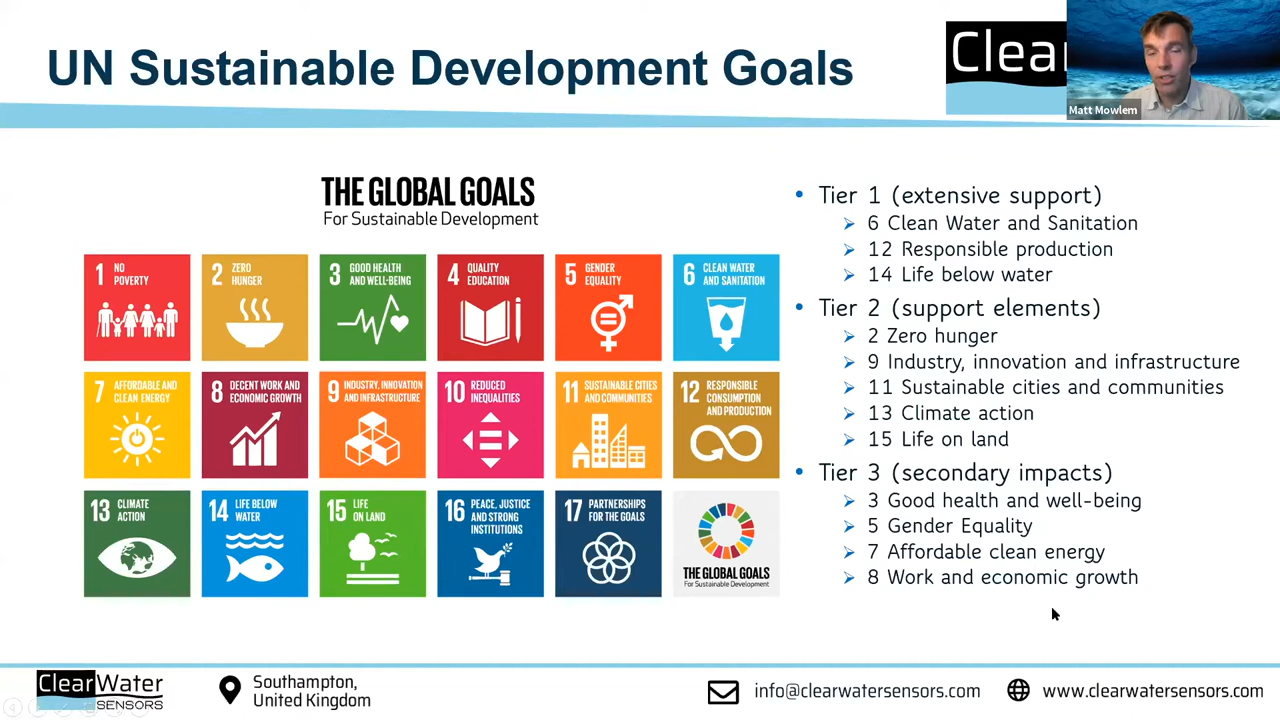 UN Sustainable Development Goals
Clear
Matt Mowlem
THE GLOBAL GOALS
For Sustainable Development
1 NO
POVERTY
2 ZERO
HUNGER
3 GOOD HEALTH
AND WELL-BEING
4 QUALITY
EDUCATION
5 GENDER
EQUALITY
6 CLEAN WATER
AND SANITATION
7 AFFORDABLE AND
CLEAN ENERGY
8 DECENT WORK AND
ECONOMIC GROWTH
9 INDUSTRY, INNOVATION
AND INFRASTRUCTURE
10 REDUCED
INEQUALITIES
11 SUSTAINABLE CITIES
AND COMMUNITIES
12 RESPONSIBLE
CONSUMPTION
AND PRODUCTION
13 CLIMATE
ACTION
14 LIFE BELOW
WATER
15 LIFE
ON LAND
16 PEACE, JUSTICE
AND STRONG
INSTITUTIONS
17 PARTNERSHIPS
FOR THE GOALS
THE GLOBAL GOALS
For Sustainable Development
• Tier 1 (extensive support)
➢ 6 Clean Water and Sanitation
➢ 12 Responsible production
➢ 14 Life below water
• Tier 2 (support elements)
➢ 2 Zero hunger
➢ 9 Industry, innovation and infrastructure
➢ 11 Sustainable cities and communities
➢ 13 Climate action
➢ 15 Life on land
• Tier 3 (secondary impacts)
➢ 3 Good health and well-being
➢ 5 Gender Equality
➢ 7 Affordable clean energy
➢ 8 Work and economic growth
ClearWater
SENSORS
Southampton,
United Kingdom
info@clearwatersensors.com
www.clearwatersensors.com